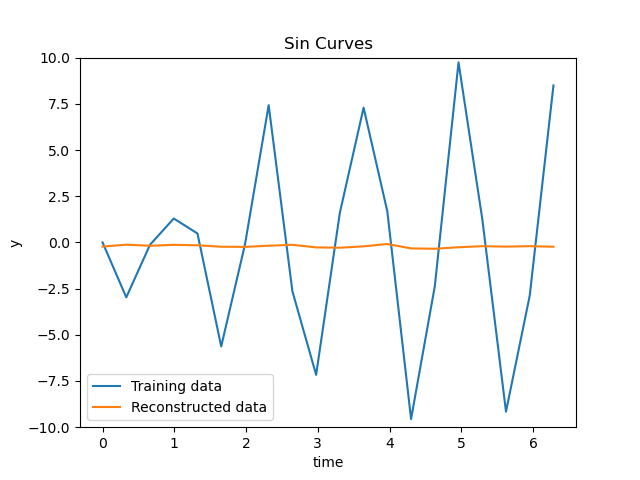 Sin Curves
10.0
7.5
5.0
2.5
0.0
−2.5
−5.0
−7.5
−10.0
y
Training data
Reconstructed data
0 1 2 3 4 5 6
time